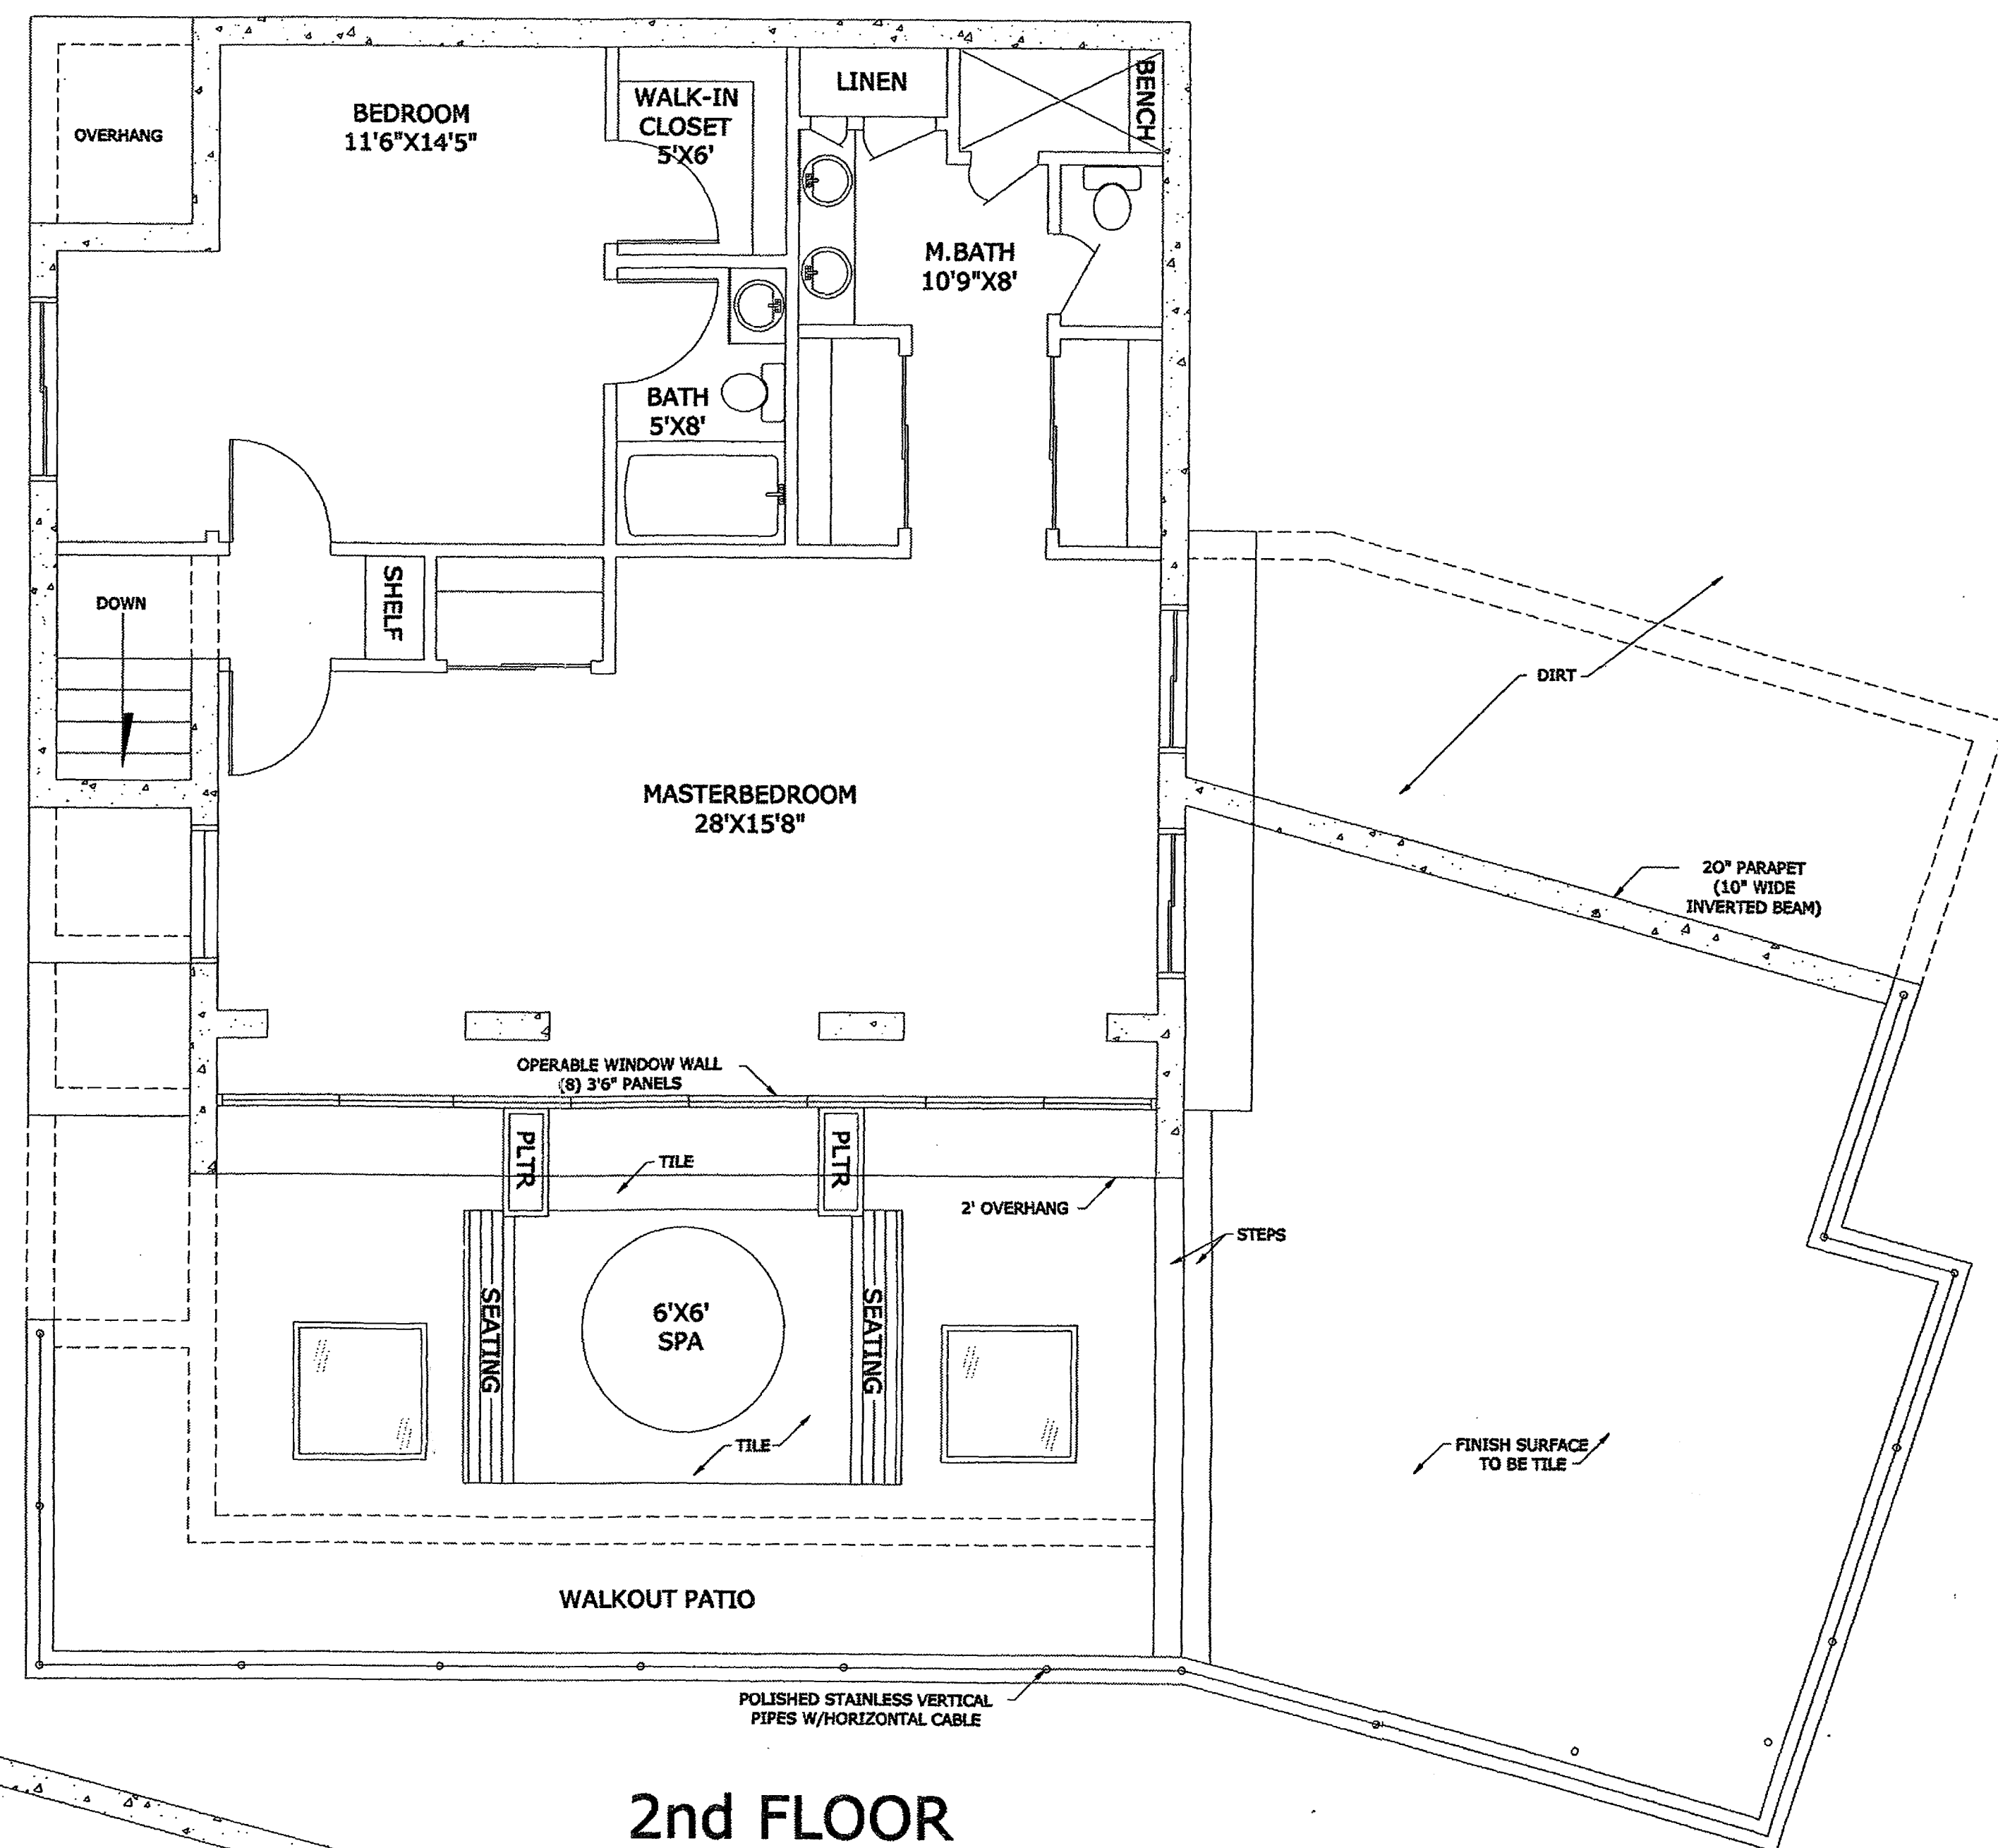 OVERHANG
BEDROOM
11'6"X14'5"
WALK-IN
CLOSET
5'X6'
LINEN
BENCH
M.BATH
10'9"X8'
BATH
5'X8'
SHELF
DOWN
DIRT
MASTERBEDROOM
28'X15'8"
20" PARAPET
(10" WIDE
INVERTED BEAM)
OPERABLE WINDOW WALL
(8) 3'6" PANELS
PLTR
PLTR
TILE
2' OVERHANG
STEPS
SEATING
6'X6'
SPA
SEATING
TILE
FINISH SURFACE
TO BE TILE
WALKOUT PATIO
POLISHED STAINLESS VERTICAL
PIPES W/HORIZONTAL CABLE
2nd FLOOR